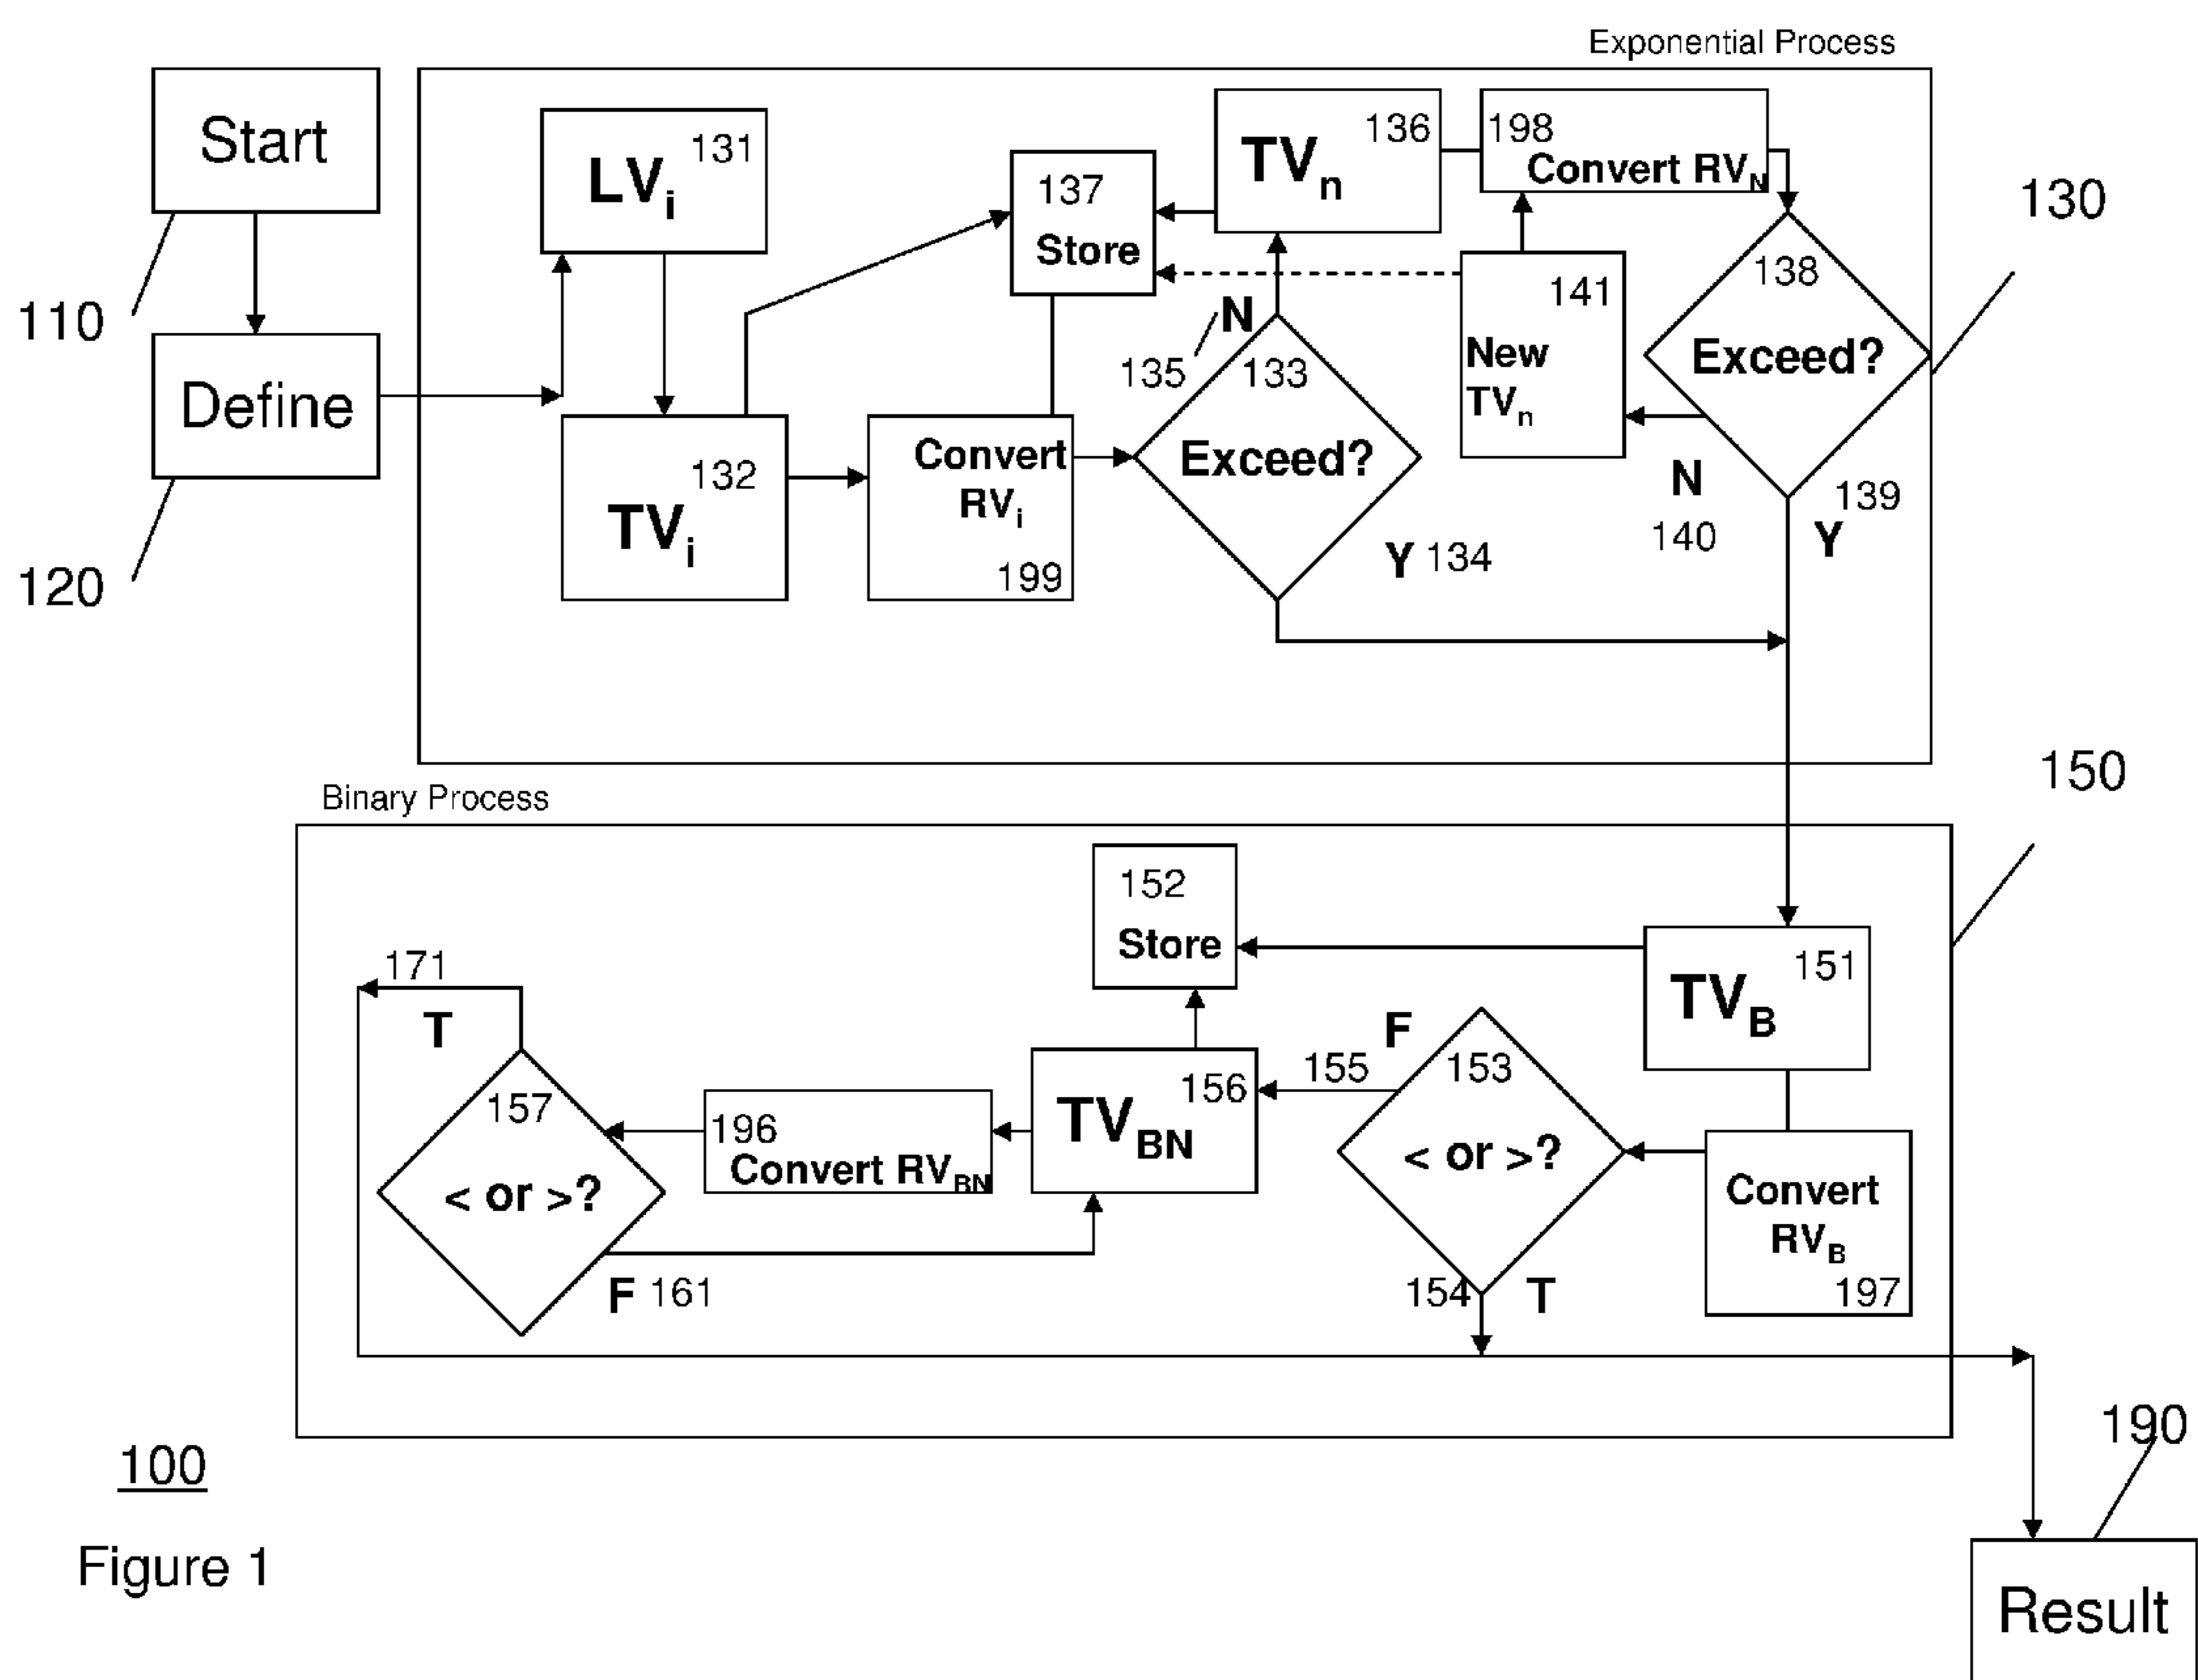 Exponential Process
Start
110
Define
120
LVi
131
TVi
132
137
Store
Convert
RVi
199
TVn
136
198
Convert RVN
N
135
133
Exceed?
Y 134
141
New
TVn
138
Exceed?
N
140
139
Y
130
Binary Process
150
152
Store
TVB
151
Convert
RVB
197
153
< or >?
F
155
154
T
TVBN
156
196
Convert RVBN
157
< or >?
171
T
F 161
100
Figure 1
190
Result